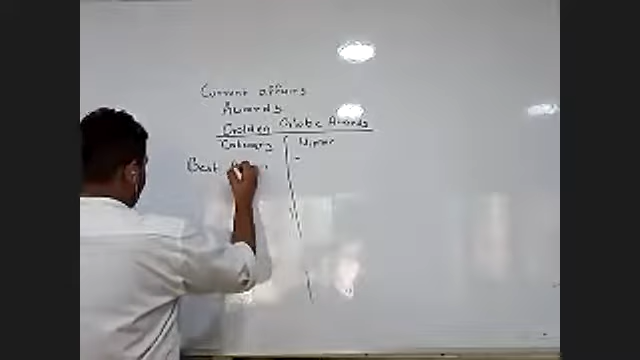 Current affairs
Awards
Golden Globe Awards
Category Winner
Best